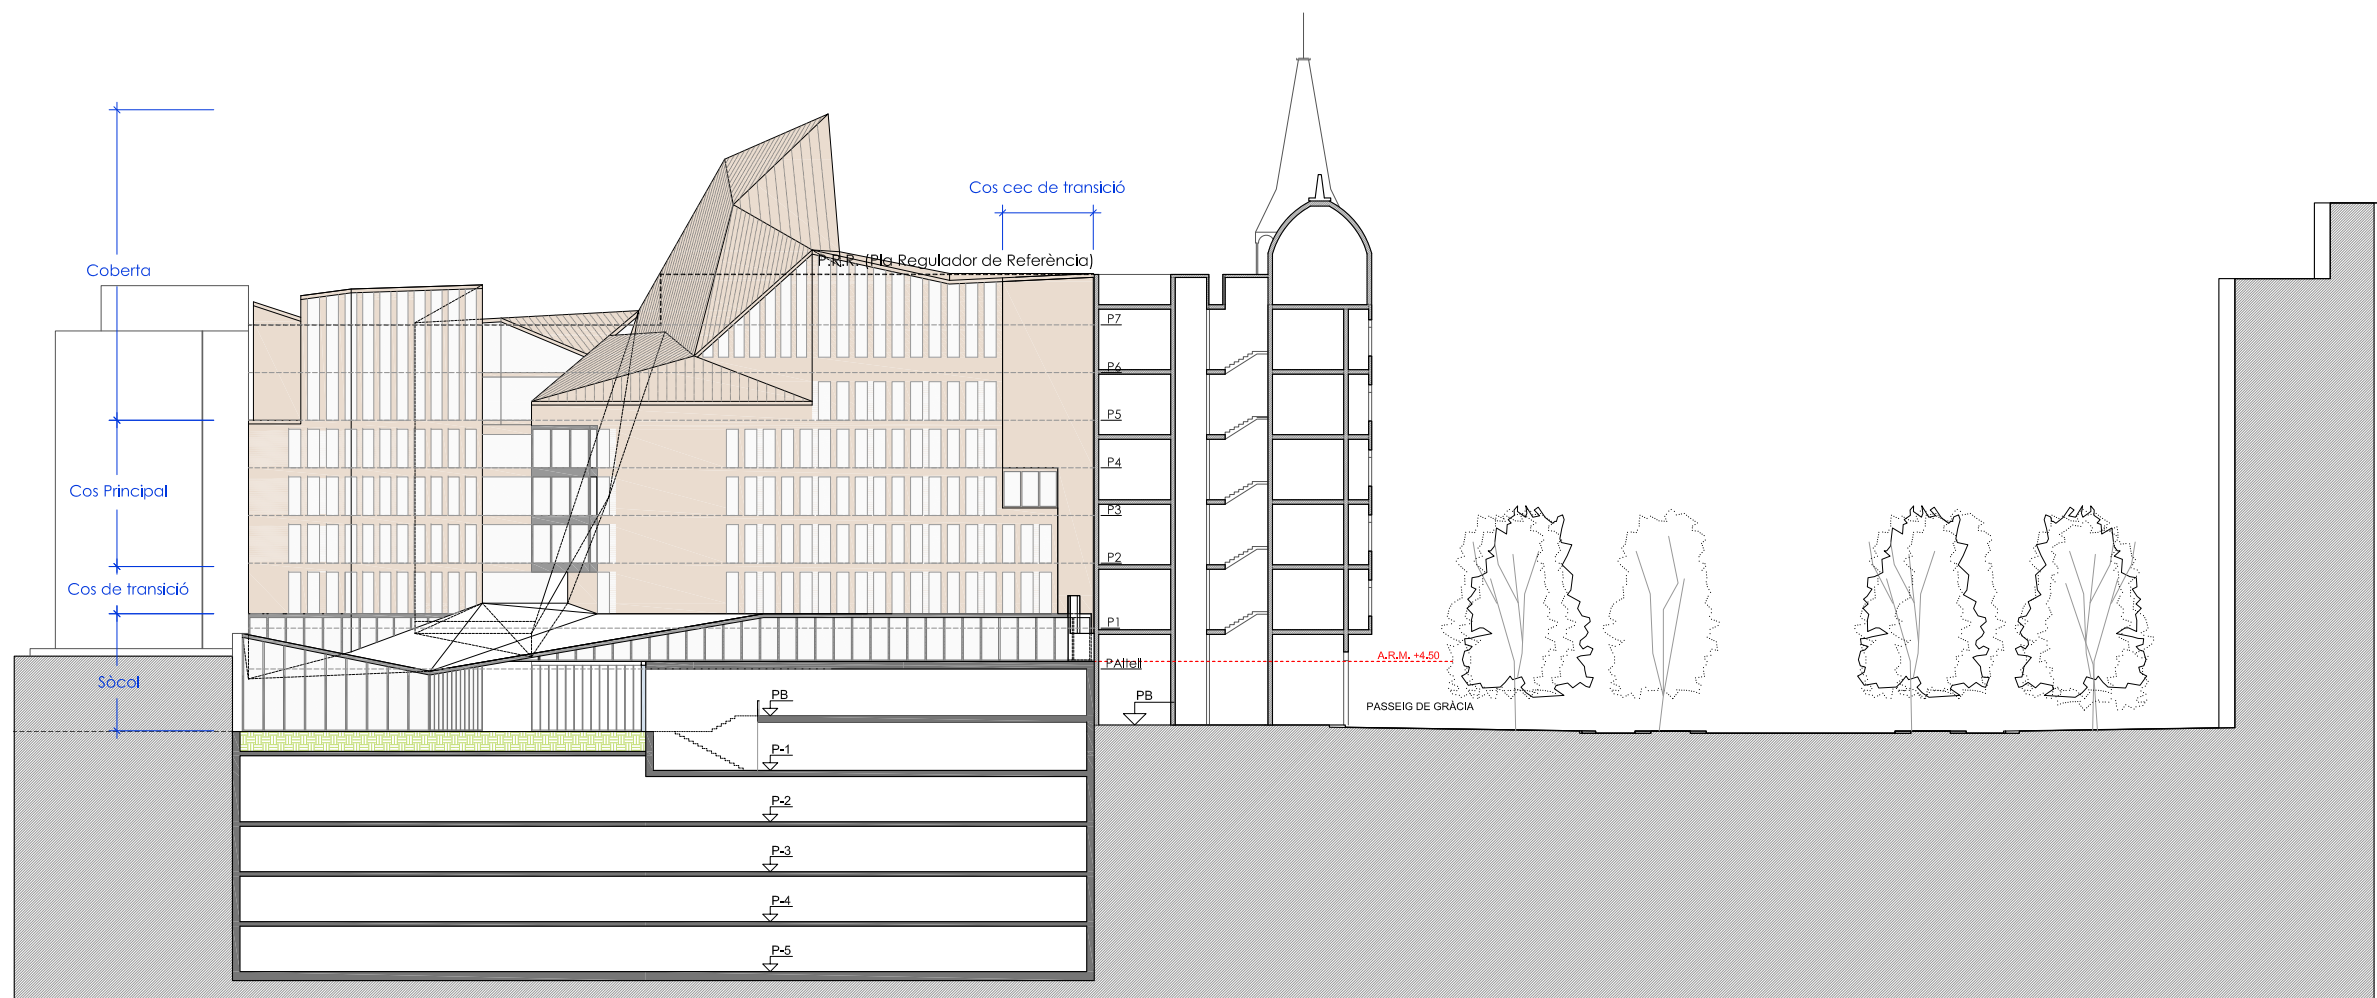 Cos cec de transició
P.R.R. (Pla Regulador de Referència)
Coberta
P7
P6
P5
P4
Cos Principal
P3
P2
Cos de transició
P1
A.R.M. +4.50
PAltell
Sòcol
PB
PB
PASSEIG DE GRÀCIA
P-1
P-2
P-3
P-4
P-5